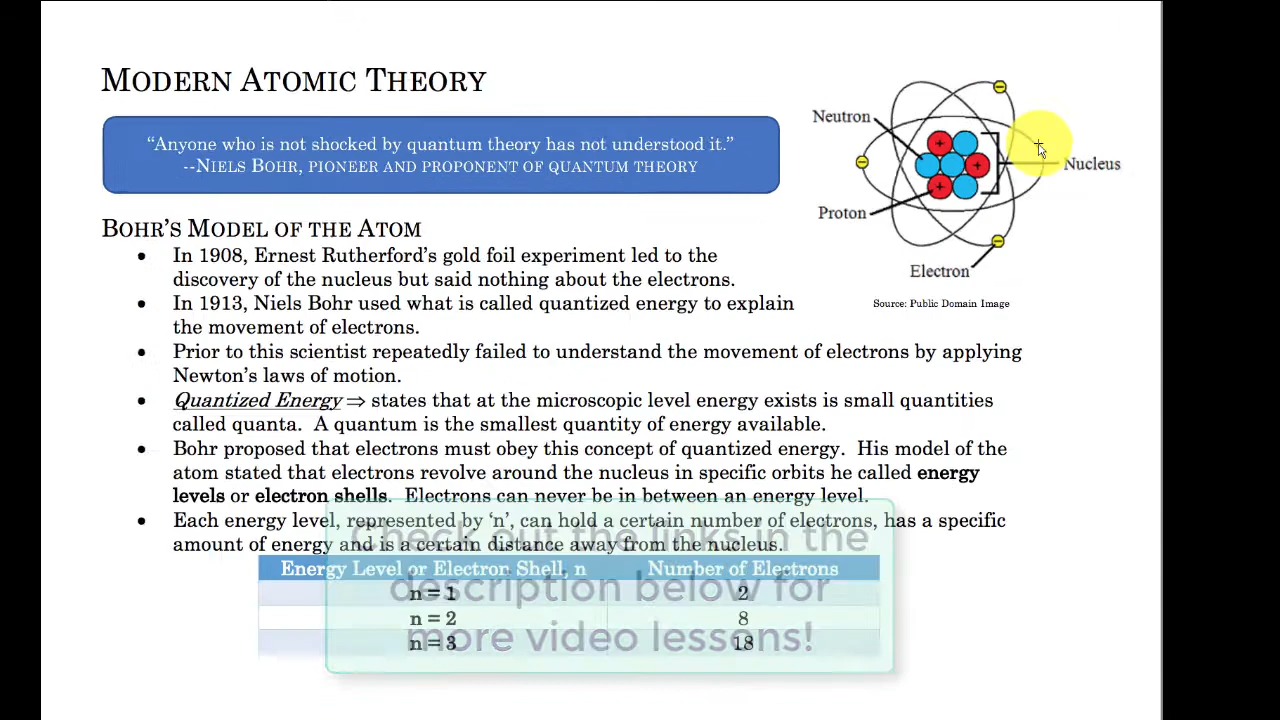 MODERN ATOMIC THEORY
“Anyone who is not shocked by quantum theory has not understood it.”
--NIELS BOHR, PIONEER AND PROPONENT OF QUANTUM THEORY
Neutron
+
+
+
Nucleus
Proton
Electron
Source: Public Domain Image
BOHR’S MODEL OF THE ATOM
• In 1908, Ernest Rutherford’s gold foil experiment led to the
discovery of the nucleus but said nothing about the electrons.
• In 1913, Niels Bohr used what is called quantized energy to explain
the movement of electrons.
• Prior to this scientist repeatedly failed to understand the movement of electrons by applying
Newton’s laws of motion.
• Quantized Energy ⇒ states that at the microscopic level energy exists is small quantities
called quanta. A quantum is the smallest quantity of energy available.
• Bohr proposed that electrons must obey this concept of quantized energy. His model of the
atom stated that electrons revolve around the nucleus in specific orbits he called energy
levels or electron shells. Electrons can never be in between an energy level.
• Each energy level, represented by ‘n’, can hold a certain number of electrons, has a specific
amount of energy and is a certain distance away from the nucleus.
Energy Level or Electron Shell, n Number of Electrons
n = 1 2
n = 2 8
n = 3 18
Check out the links in the
description below for
more video lessons!